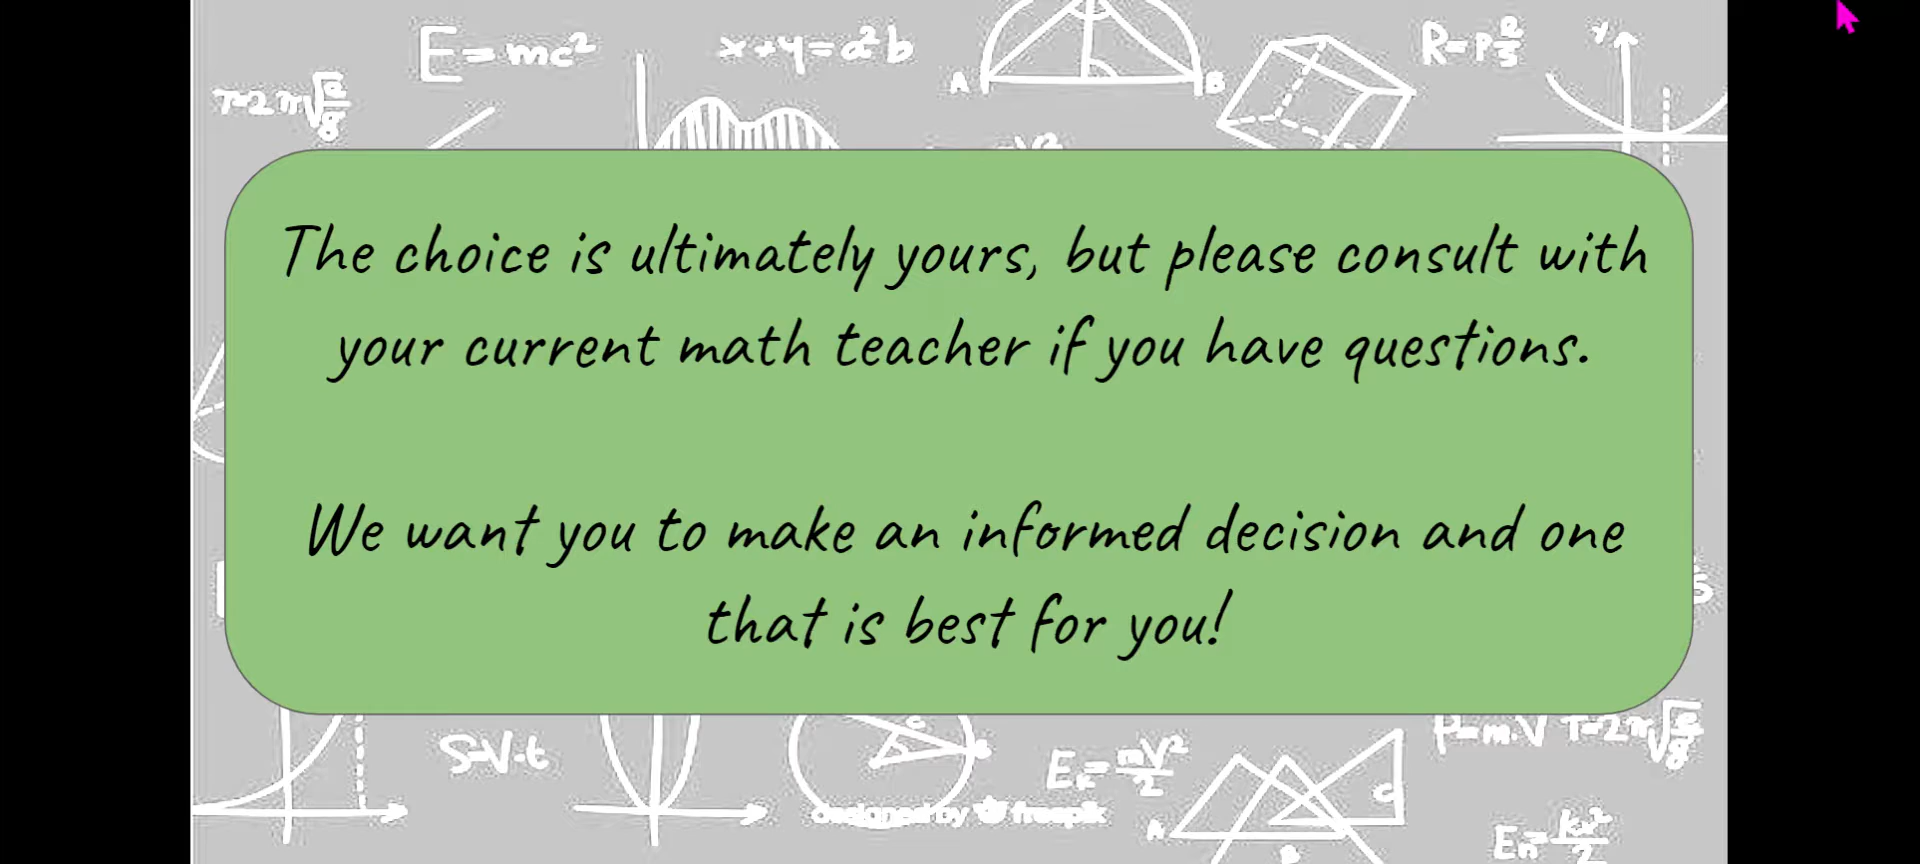 E=mc²
x+y=a²b
A
B
The choice is ultimately yours, but please consult with
your current math teacher if you have questions.
We want you to make an informed decision and one
that is best for you!
S=V·t
designed by freepik
A
B
C